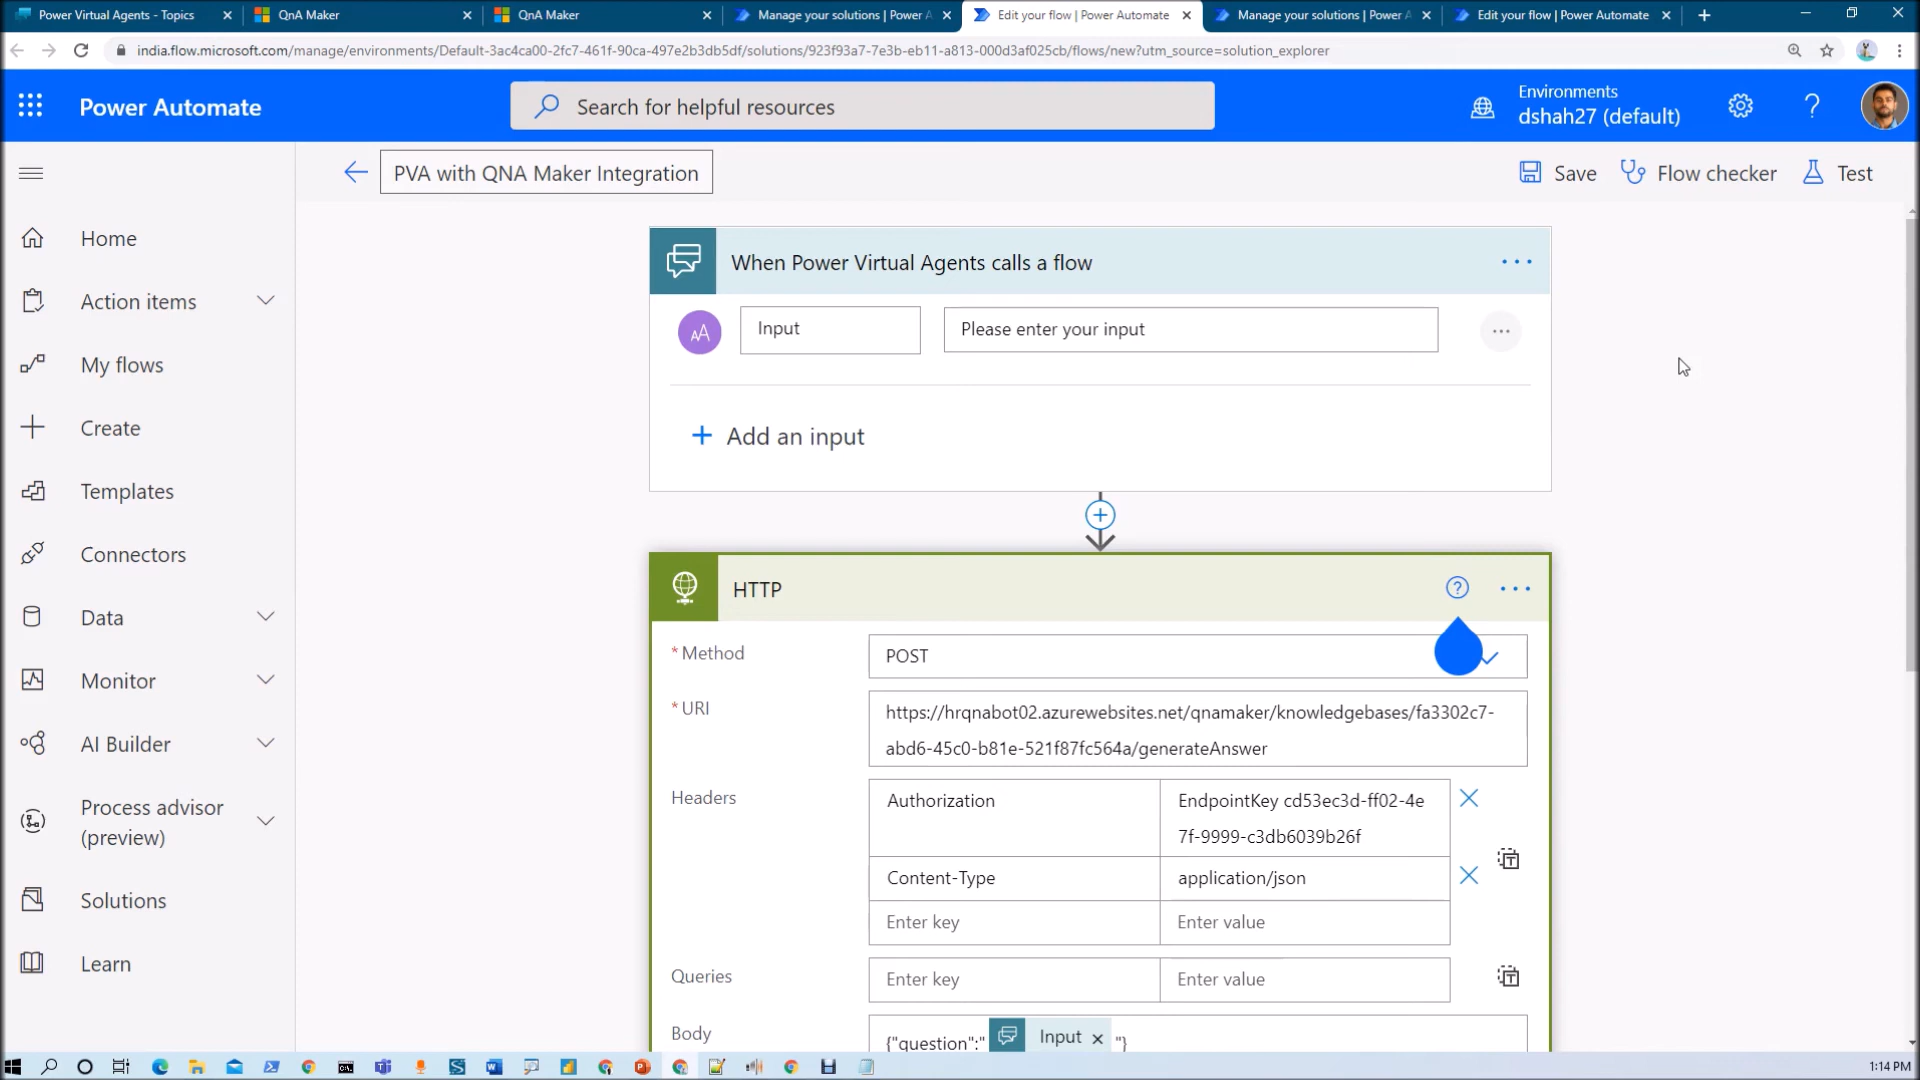 Power Virtual Agents - Topics
QnA Maker
QnA Maker
Manage your solutions | Power A
Edit your flow | Power Automate
Manage your solutions | Power A
Edit your flow | Power Automate
india.flow.microsoft.com/manage/environments/Default-3ac4ca00-2fc7-461f-90ca-497e2b3db5df/solutions/923f93a7-7e3b-eb11-a813-000d3af025cb/flows/new?utm_source=solution_explorer
Power Automate
Search for helpful resources
Environments
dshah27 (default)
PVA with QNA Maker Integration
Save
Flow checker
Test
Home
Action items
My flows
Create
Templates
Connectors
Data
Monitor
AI Builder
Process advisor
(preview)
Solutions
Learn
When Power Virtual Agents calls a flow
Input
Please enter your input
Add an input
HTTP
* Method
POST
* URI
https://hrqnabot02.azurewebsites.net/qnamaker/knowledgebases/fa3302c7-
abd6-45c0-b81e-521f87fc564a/generateAnswer
Headers
Authorization
EndpointKey cd53ec3d-ff02-4e
7f-9999-c3db6039b26f
Content-Type
application/json
Enter key
Enter value
Queries
Enter key
Enter value
Body
{"question":" Input "}
1:14 PM